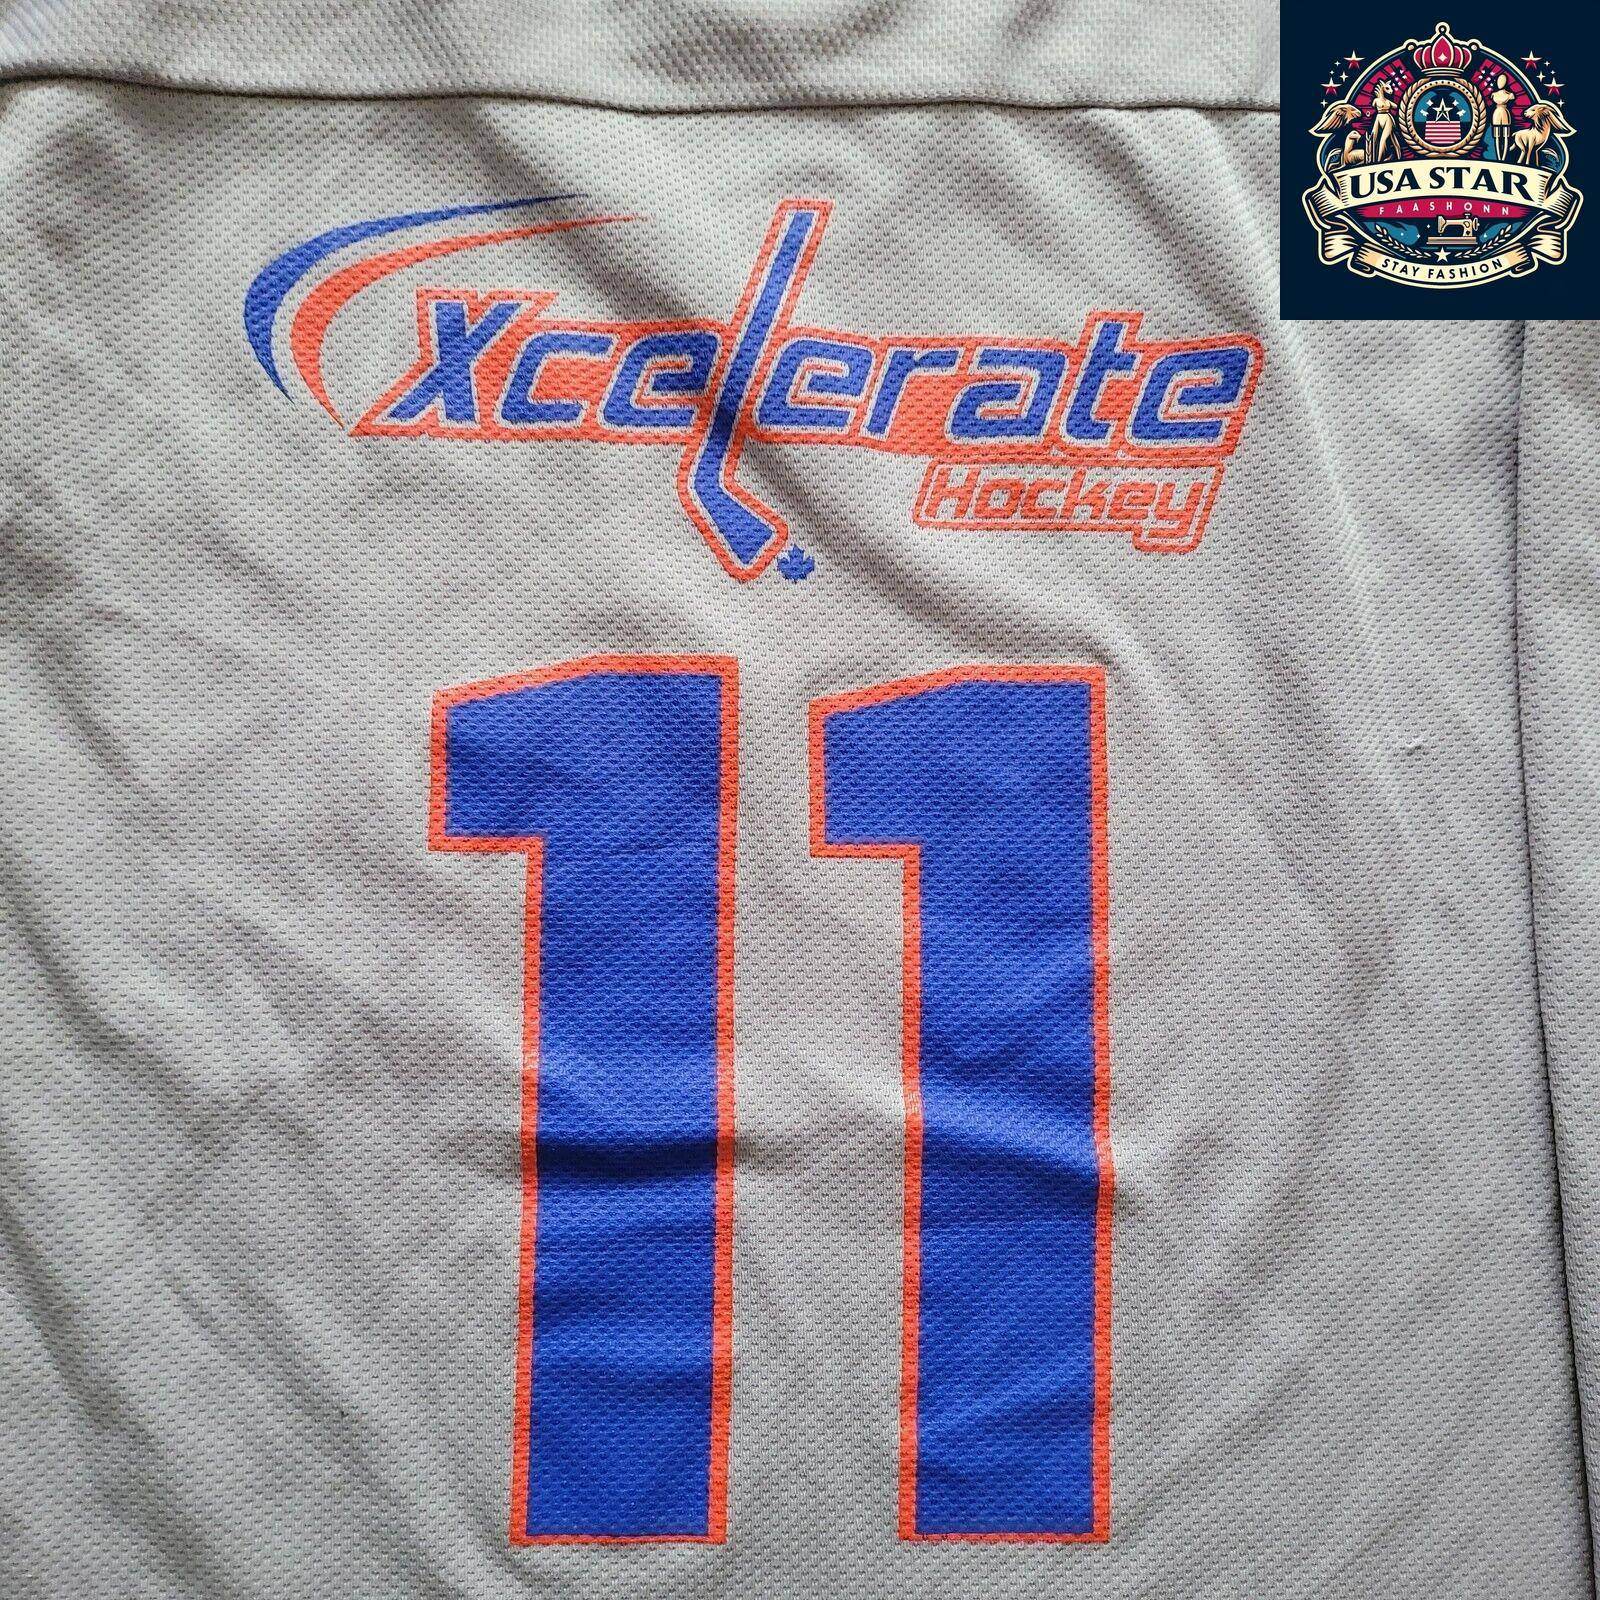 USA STAR
FAASHONN
STAY FASHION
Xcelerate
Hockey
11